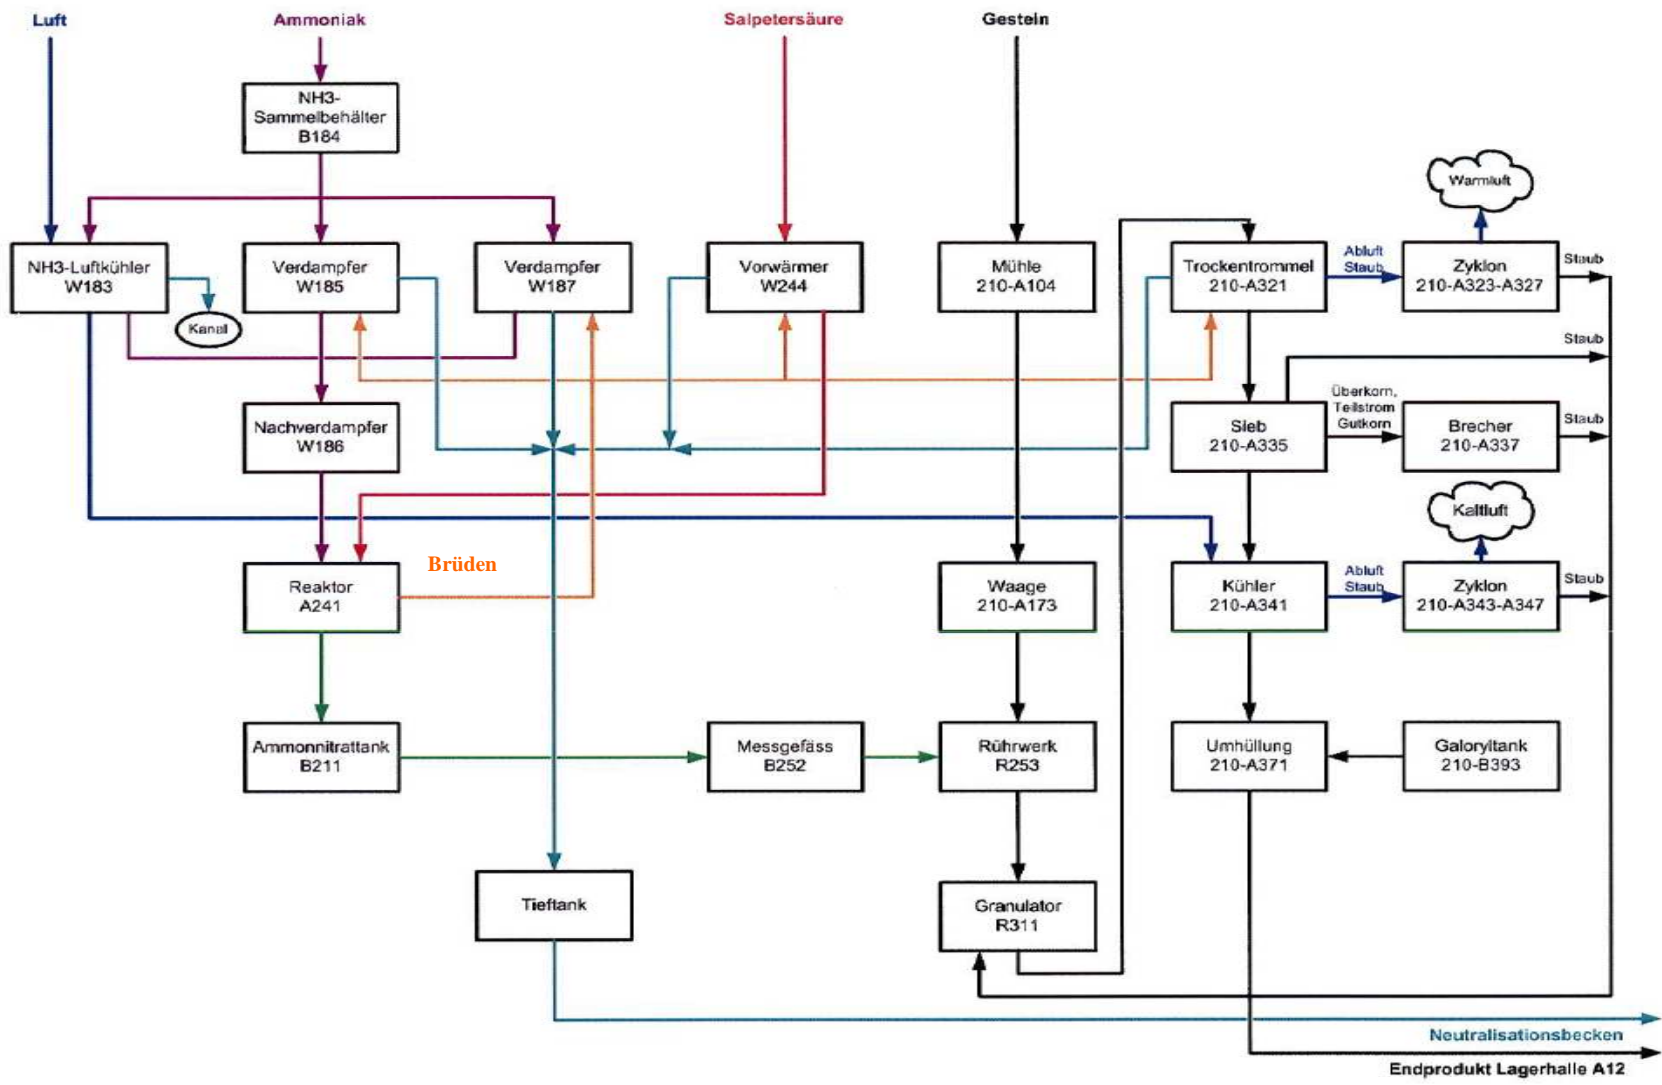 Luft
Ammoniak
Salpetersäure
Gestein
NH3-
Sammelbehälter
B184
Warmluft
NH3-Luftkühler
W183
Verdampfer
W185
Verdampfer
W187
Vorwärmer
W244
Mühle
210-A104
Trockentrommel
210-A321
Abluft
Staub
Zyklon
210-A323-A327
Staub
Kanal
Staub
Nachverdampfer
W186
Sieb
210-A335
Überkorn,
Teilstrom
Gutkorn
Brecher
210-A337
Staub
Kaltluft
Reaktor
A241
Brüden
Waage
210-A173
Kühler
210-A341
Abluft
Staub
Zyklon
210-A343-A347
Staub
Ammonnitrattank
B211
Messgefäss
B252
Rührwerk
R253
Umhüllung
210-A371
Galoryltank
210-B393
Tieftank
Granulator
R311
Neutralisationsbecken
Endprodukt Lagerhalle A12